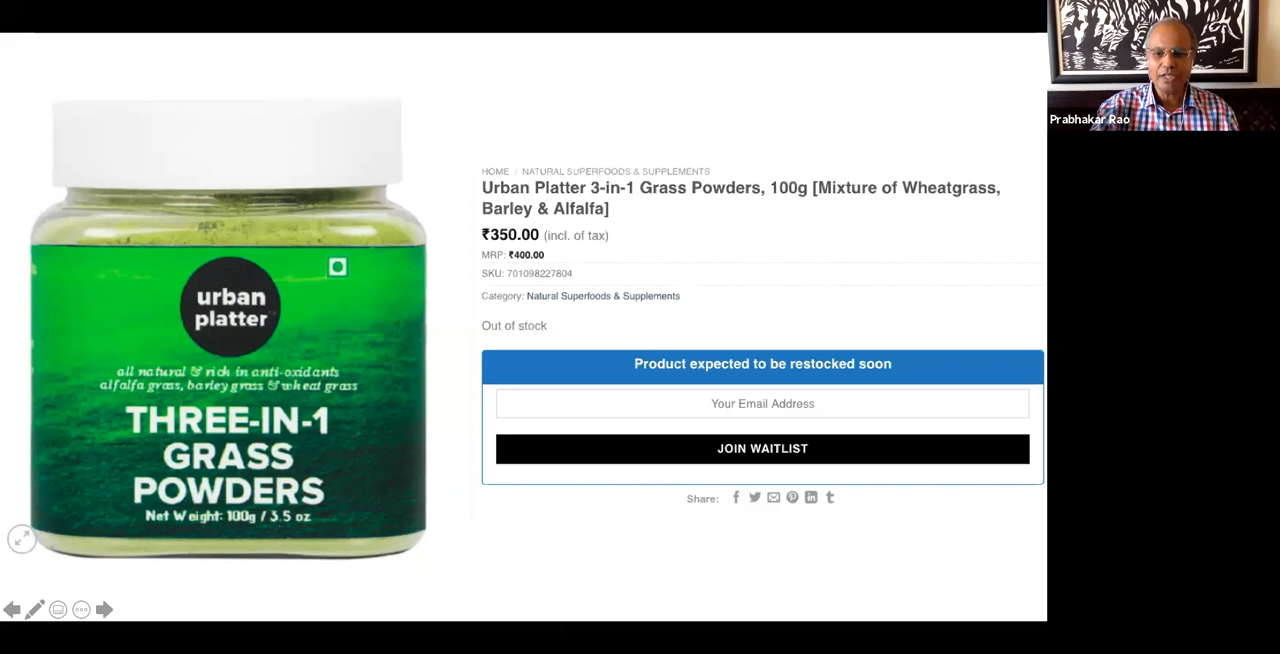 urban
platter
all natural & rich in anti-oxidants
alfalfa grass, barley grass & wheat grass
THREE-IN-1
GRASS
POWDERS
Net Weight: 100g / 3.5 oz
HOME / NATURAL SUPERFOODS & SUPPLEMENTS
Urban Platter 3-in-1 Grass Powders, 100g [Mixture of Wheatgrass,
Barley & Alfalfa]
₹350.00 (incl. of tax)
MRP: ₹400.00
SKU: 701098227804
Category: Natural Superfoods & Supplements
Out of stock
Product expected to be restocked soon
Your Email Address
JOIN WAITLIST
Share:
Prabhakar Rao